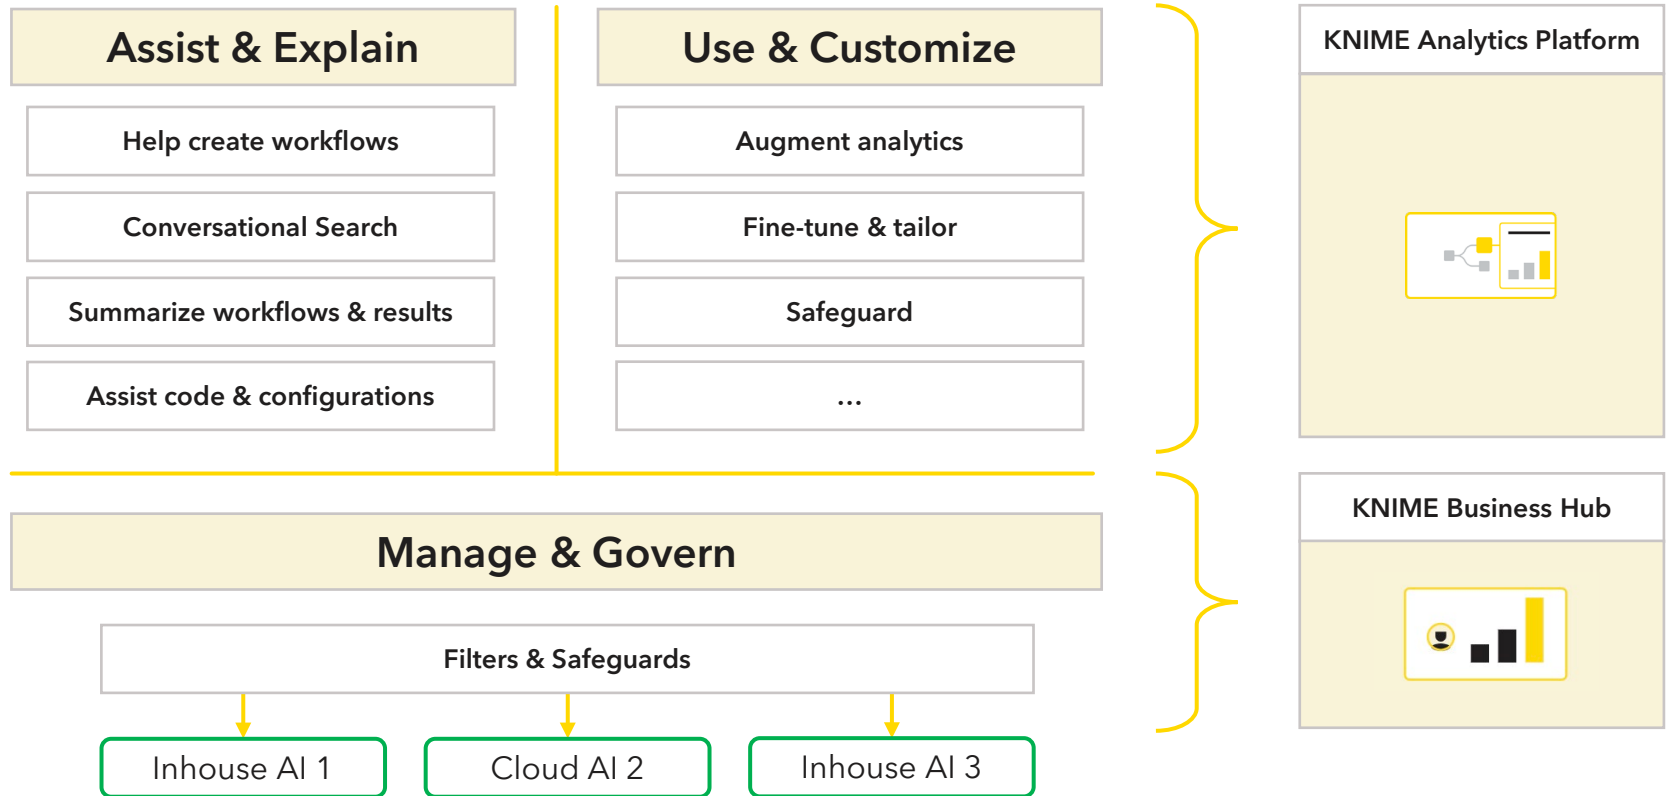 Assist & Explain
Help create workflows
Conversational Search
Summarize workflows & results
Assist code & configurations
Use & Customize
Augment analytics
Fine-tune & tailor
Safeguard
...
KNIME Analytics Platform
Manage & Govern
Filters & Safeguards
Inhouse AI 1
Cloud AI 2
Inhouse AI 3
KNIME Business Hub